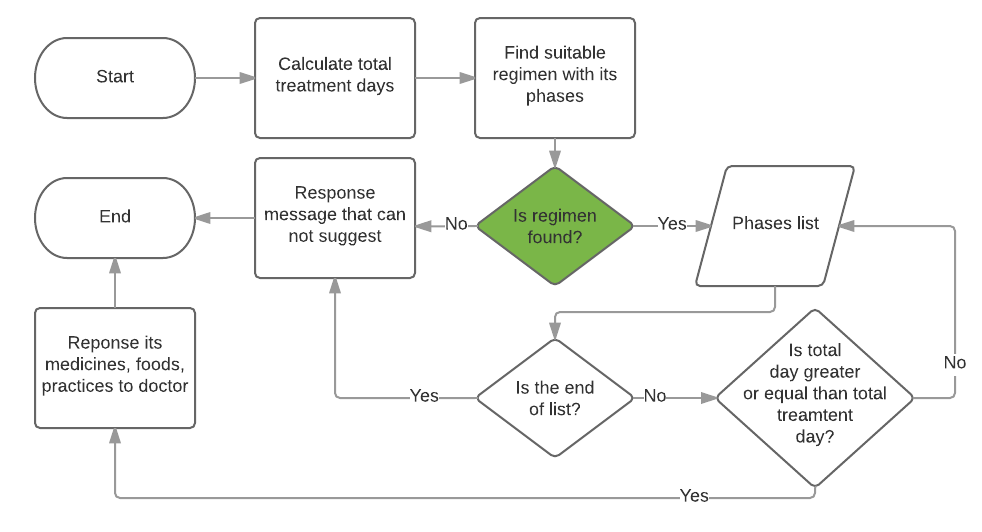 Start
Calculate total
treatment days
Find suitable
regimen with its
phases
End
Response
message that can
not suggest
No
Is regimen
found?
Yes
Phases list
Reponse its
medicines, foods,
practices to doctor
Yes
Is the end
of list?
No
Is total
day greater
or equal than total
treamtent
day?
No
Yes